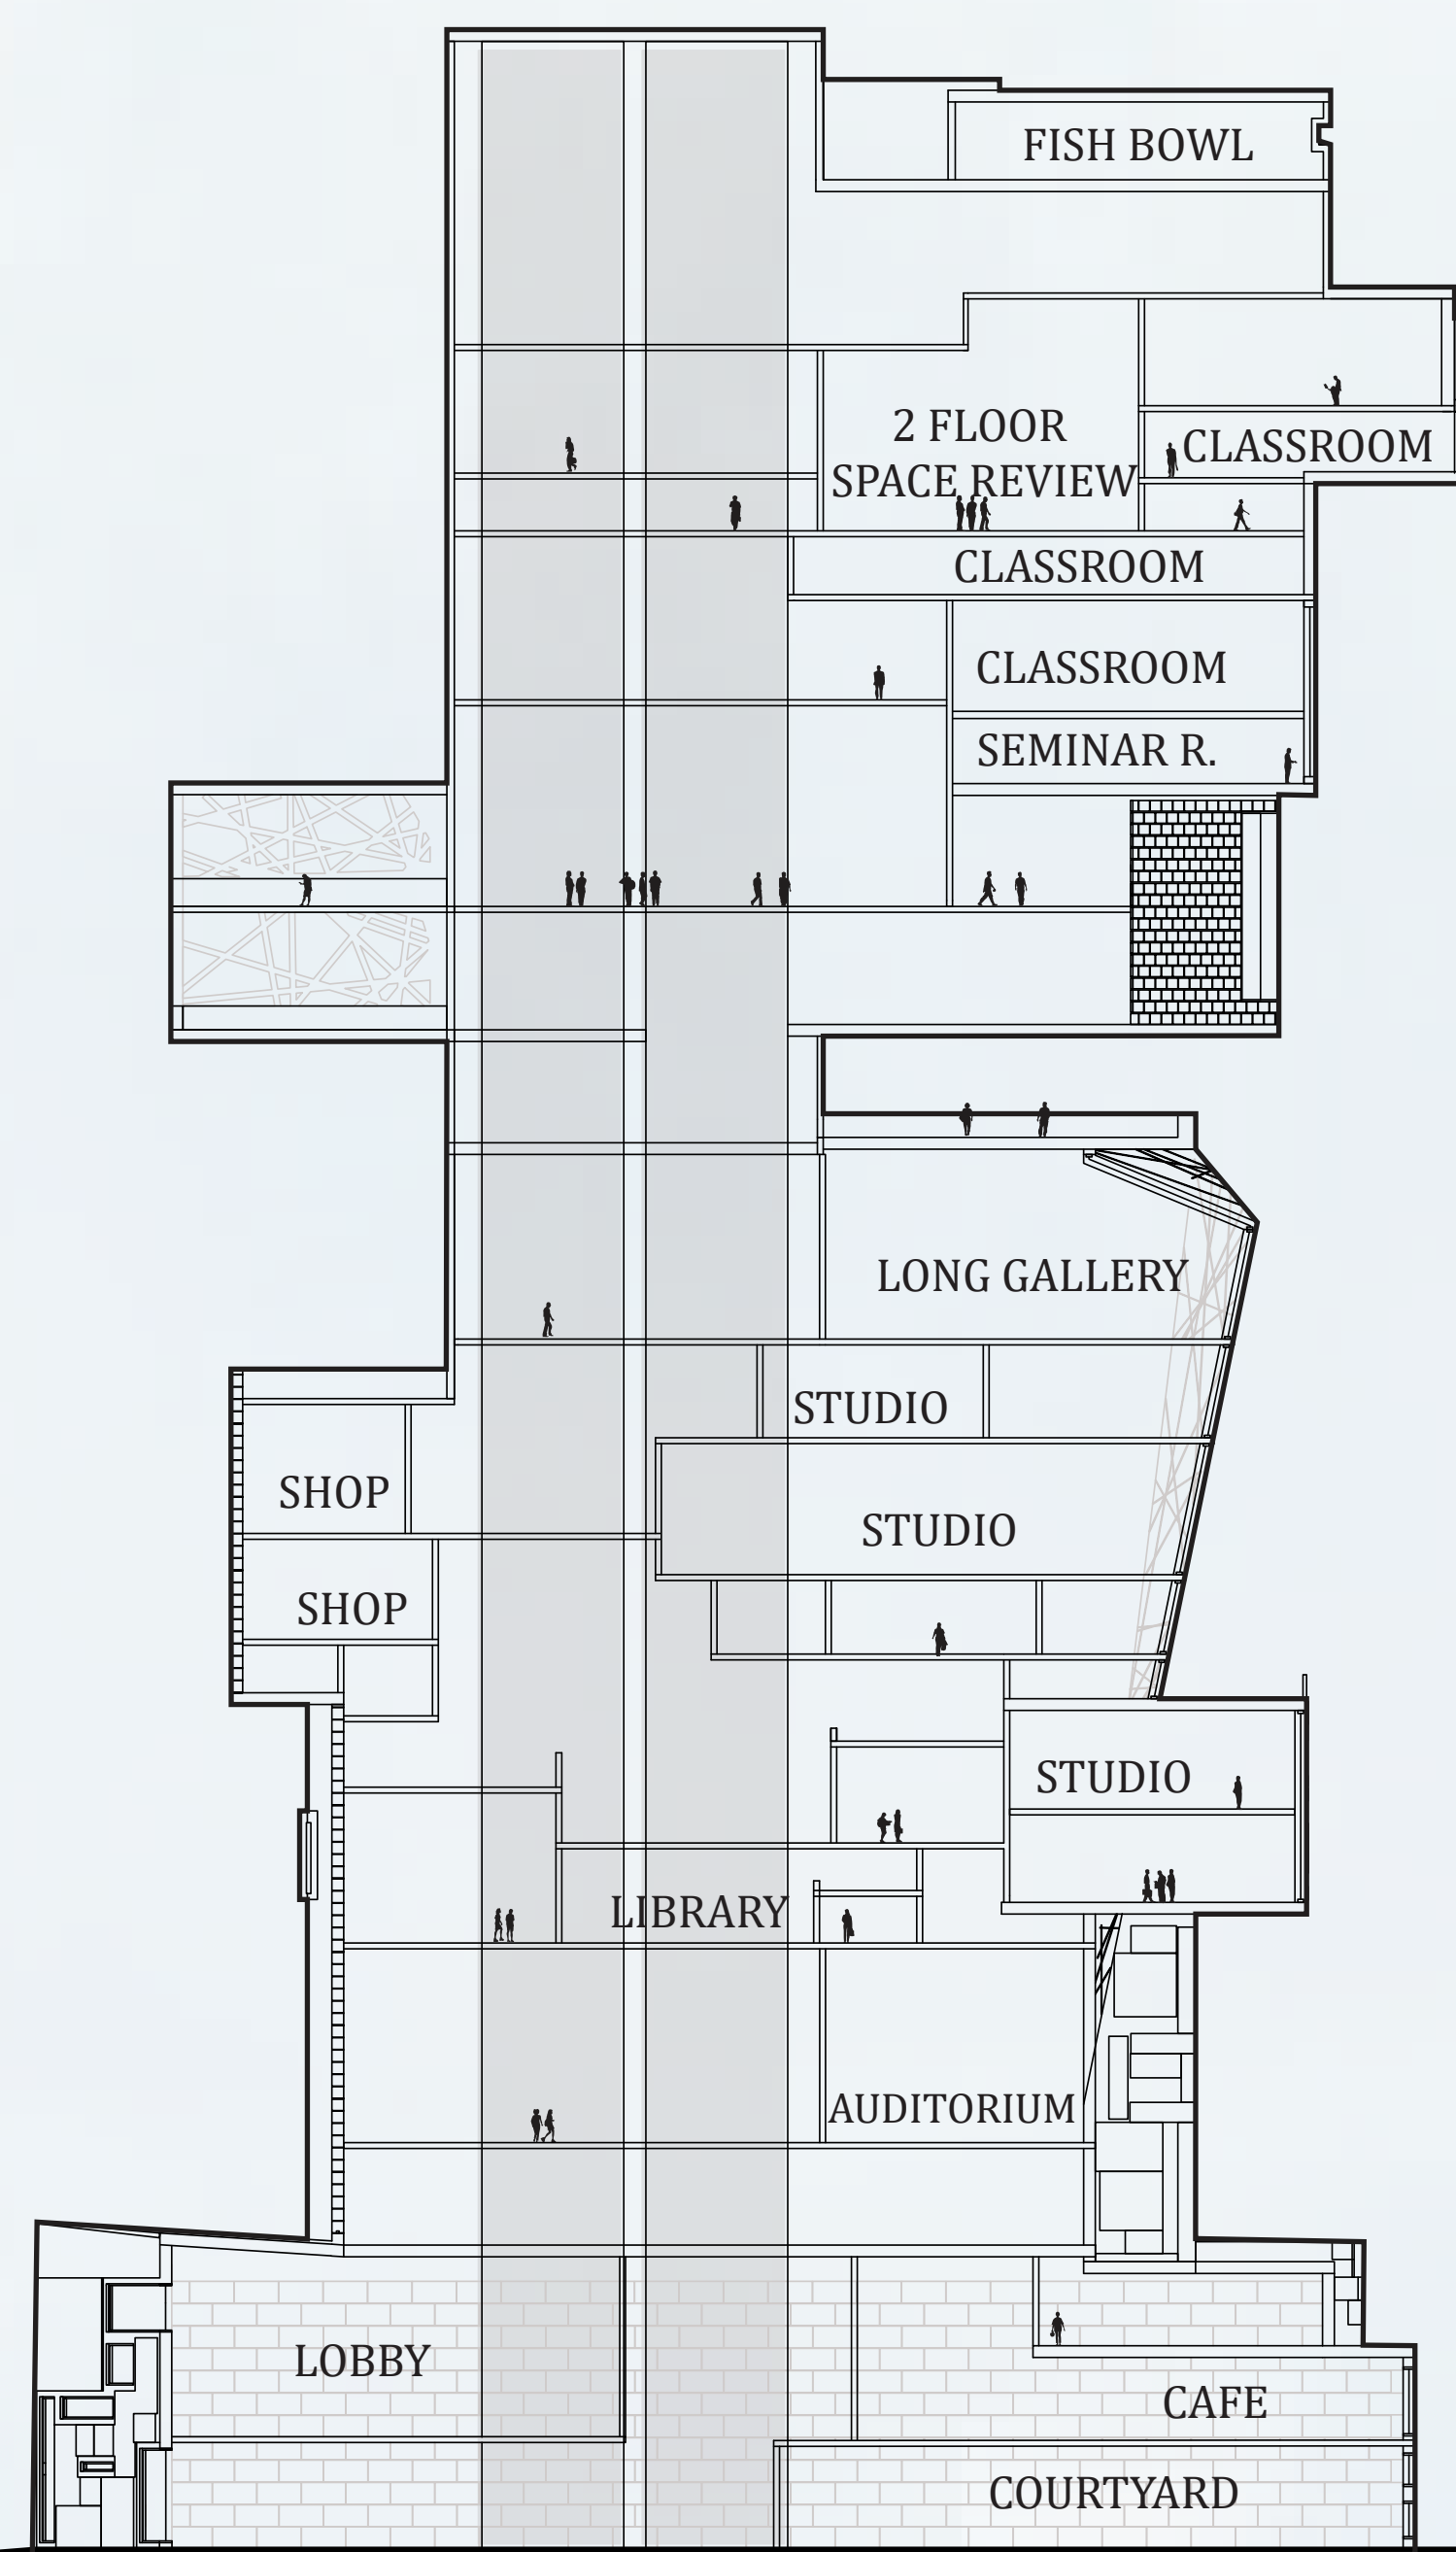 FISH BOWL
2 FLOOR
SPACE REVIEW
CLASSROOM
CLASSROOM
CLASSROOM
SEMINAR R.
LONG GALLERY
STUDIO
SHOP
STUDIO
SHOP
STUDIO
LIBRARY
AUDITORIUM
LOBBY
CAFE
COURTYARD